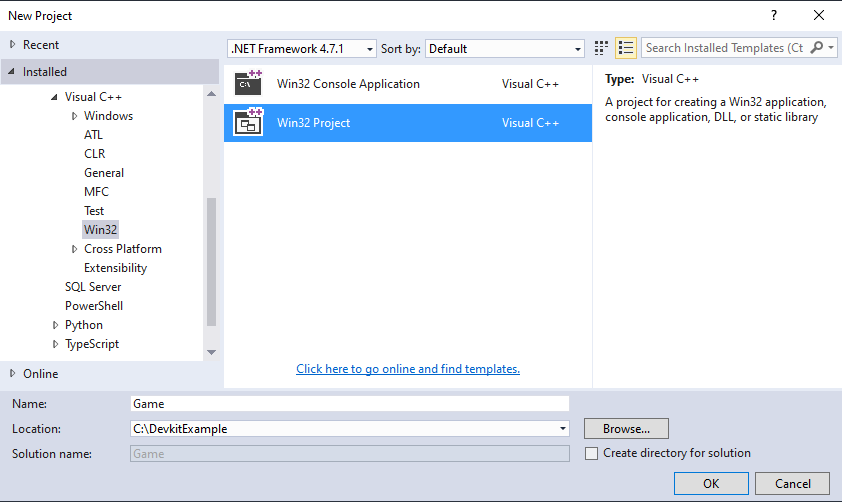 New Project
?
Recent
.NET Framework 4.7.1
Sort by:
Default
Search Installed Templates (Ct
Installed
Visual C++
Windows
ATL
CLR
General
MFC
Test
Win32
Cross Platform
Extensibility
SQL Server
PowerShell
Python
TypeScript
Online
C:\
Win32 Console Application
Visual C++
Win32 Project
Visual C++
Click here to go online and find templates.
Type: Visual C++
A project for creating a Win32 application,
console application, DLL, or static library
Name:
Game
Location:
C:\DevkitExample
Browse...
Solution name:
Game
Create directory for solution
OK
Cancel